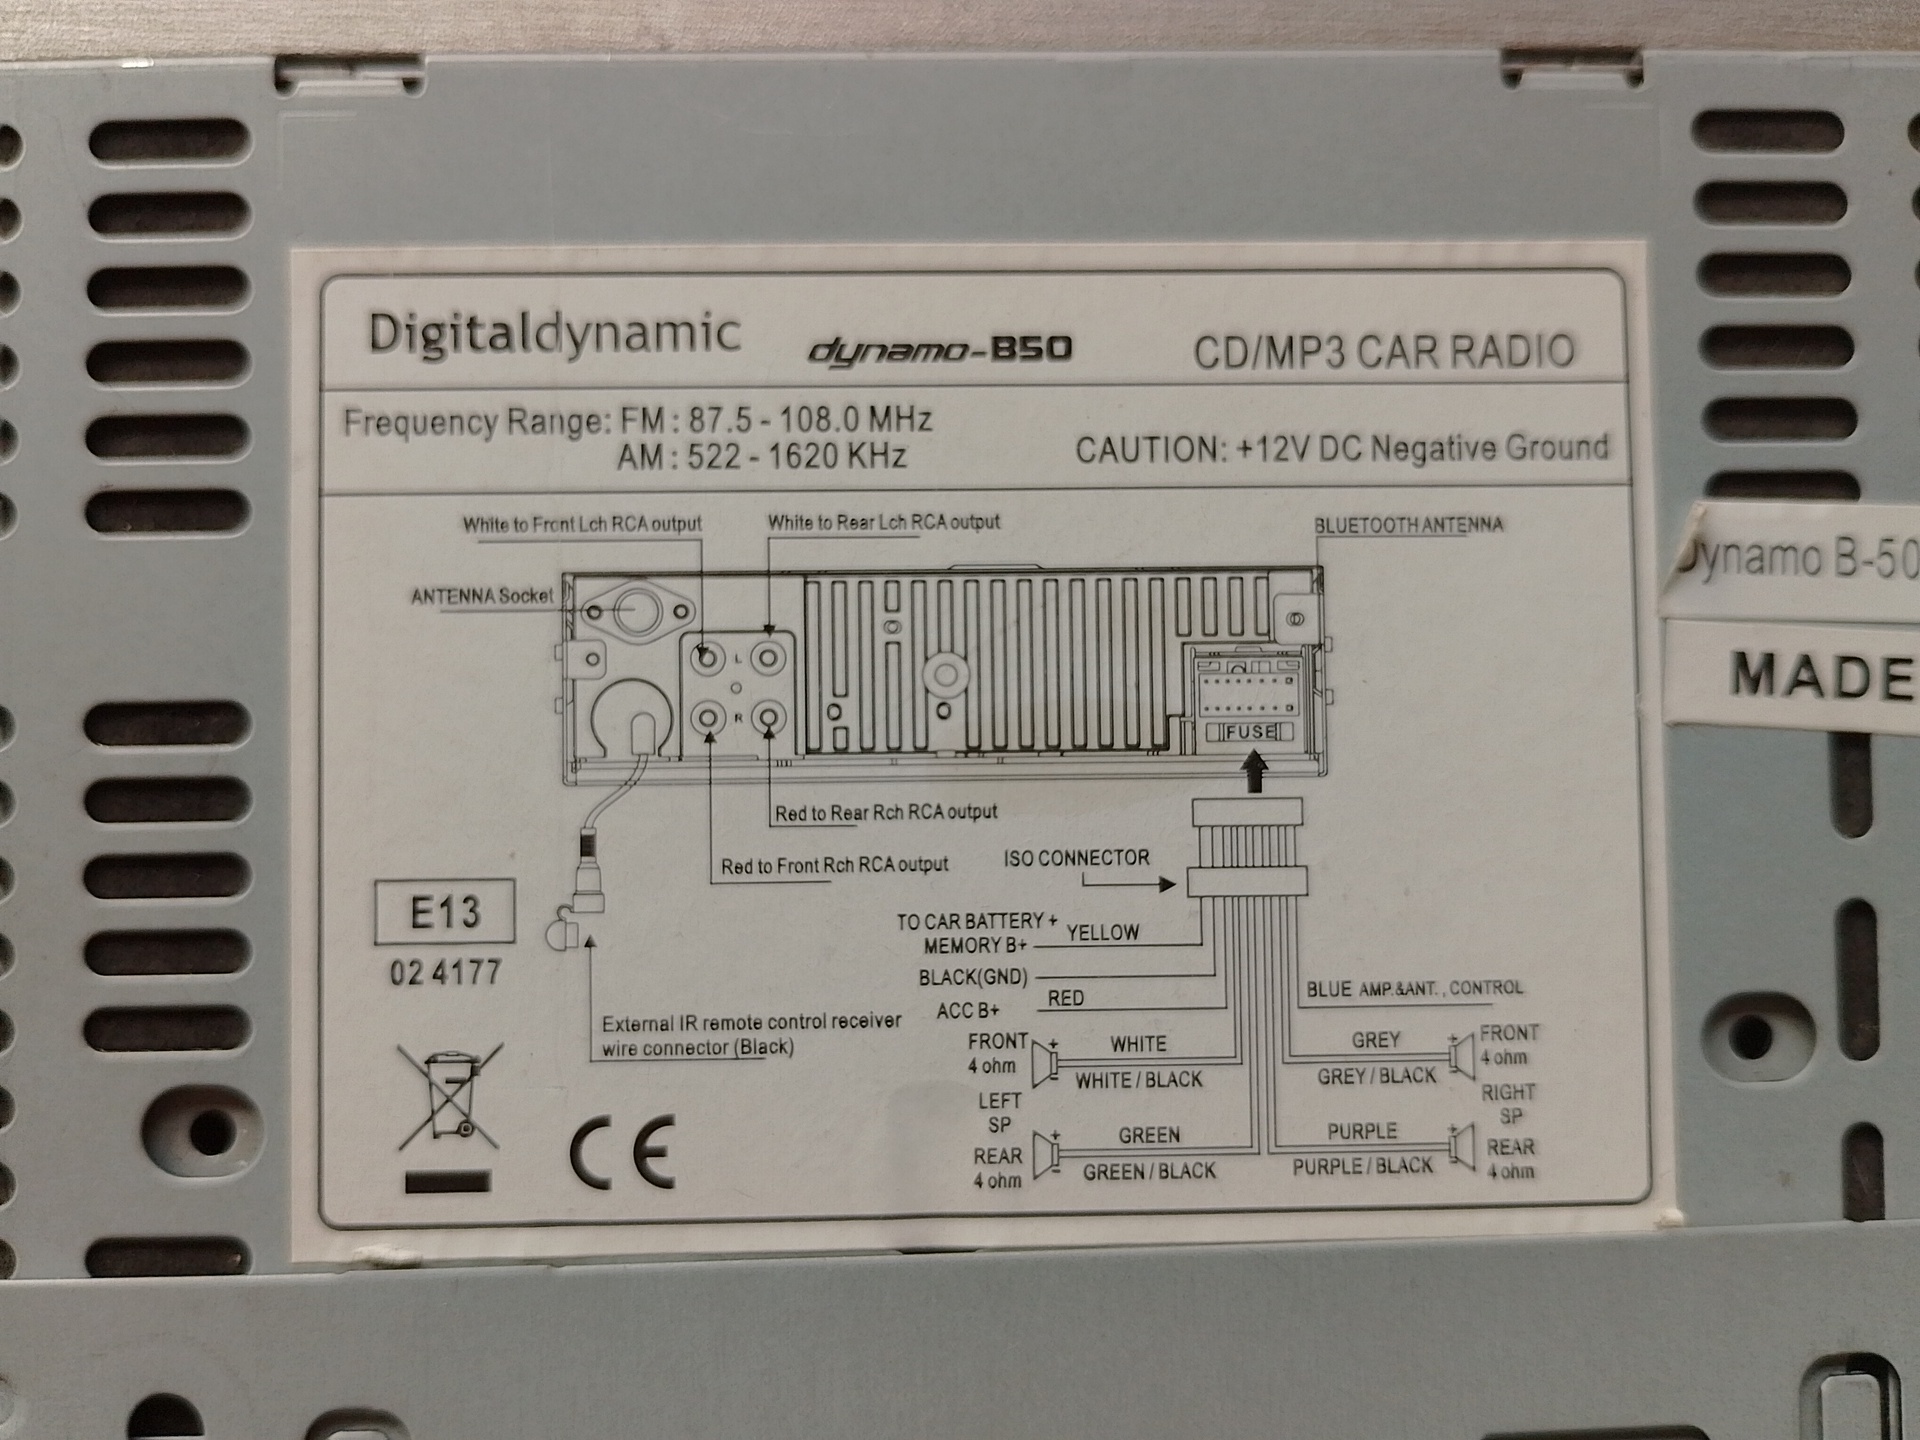 Digitaldynamic dynamo-B50 CD/MP3 CAR RADIO
Frequency Range: FM : 87.5 - 108.0 MHz
AM : 522 - 1620 KHz
CAUTION: +12V DC Negative Ground
White to Front Lch RCA output
White to Rear Lch RCA output
BLUETOOTH ANTENNA
ANTENNA Socket
L
R
FUSE
Red to Rear Rch RCA output
Red to Front Rch RCA output
ISO CONNECTOR
E13
02 4177
TO CAR BATTERY +
MEMORY B+
YELLOW
BLACK(GND)
ACC B+
RED
BLUE AMP.&ANT., CONTROL
External IR remote control receiver
wire connector (Black)
FRONT
4 ohm
+
-
WHITE
WHITE / BLACK
GREY
GREY / BLACK
+
-
FRONT
4 ohm
LEFT
SP
RIGHT
SP
REAR
4 ohm
+
-
GREEN
GREEN / BLACK
PURPLE
PURPLE / BLACK
+
-
REAR
4 ohm
CE
Dynamo B-50
MADE